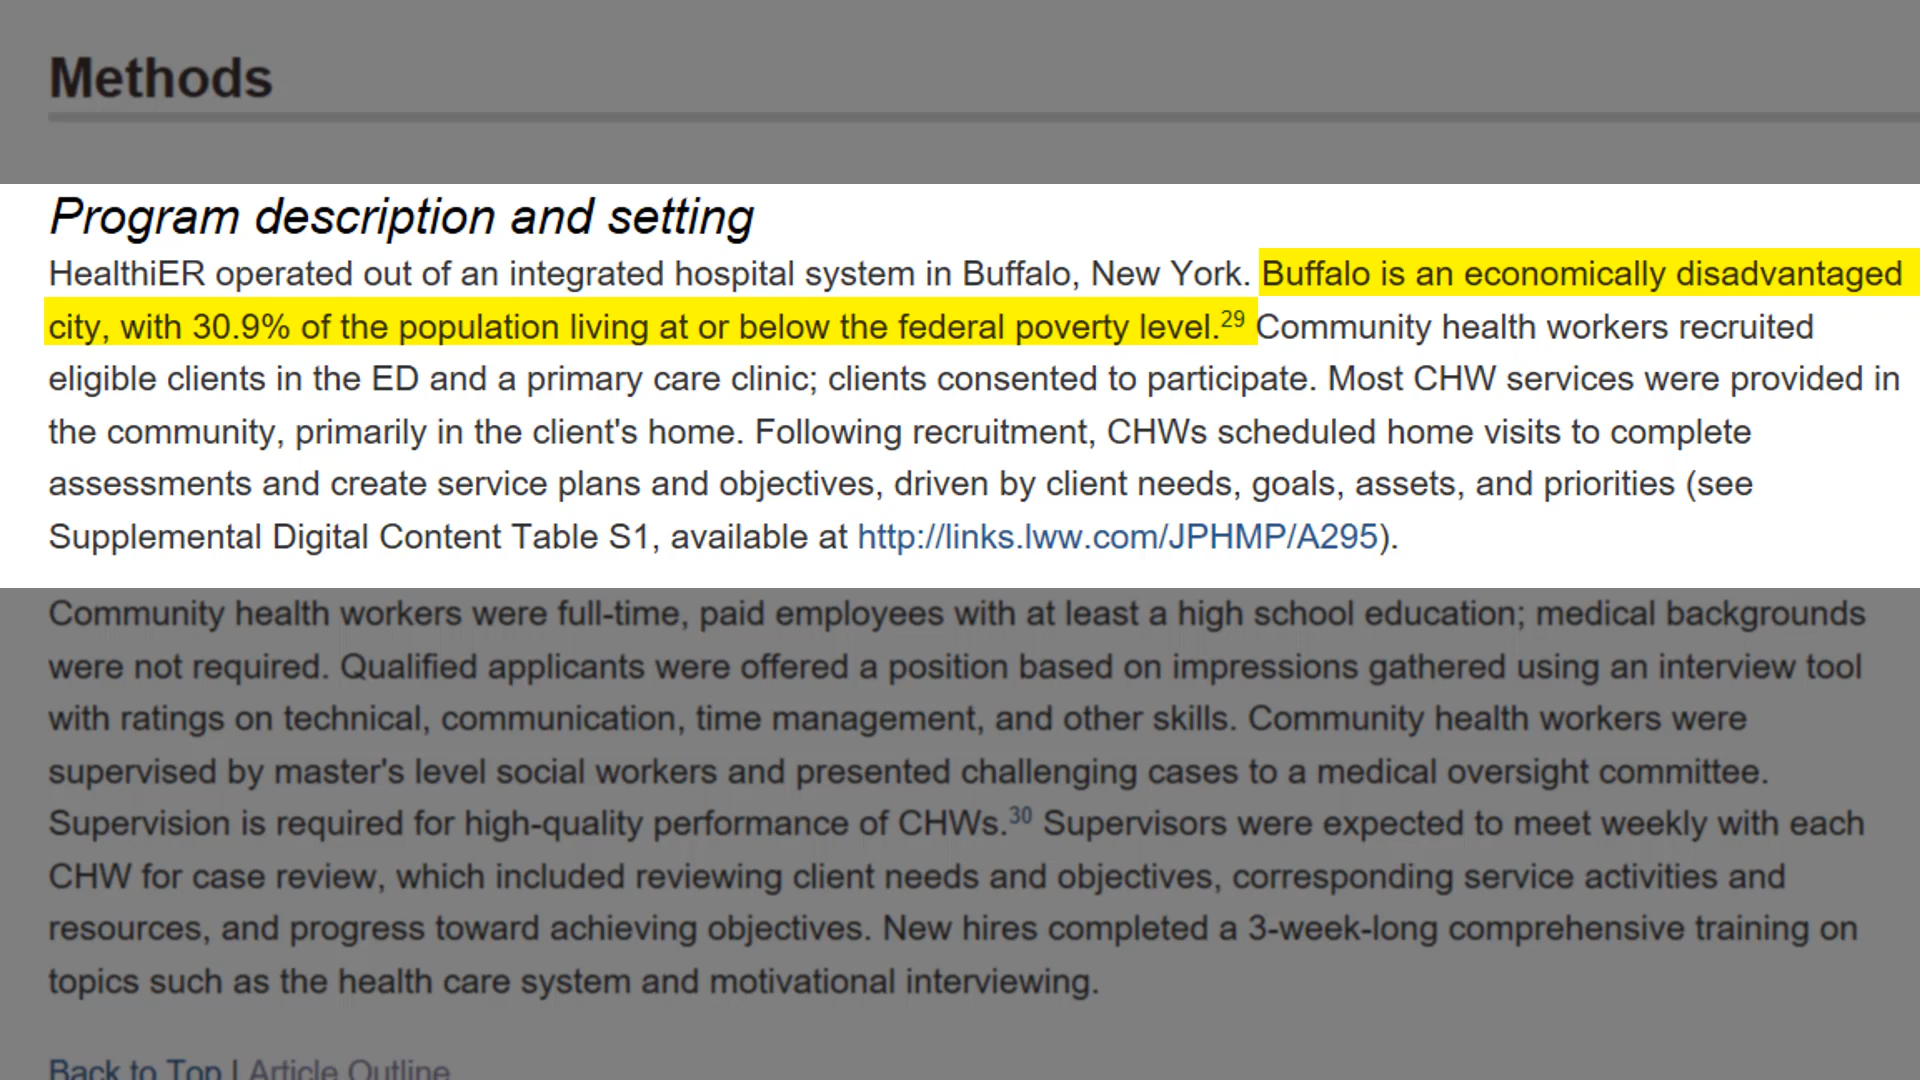 Methods
Program description and setting
HealthiER operated out of an integrated hospital system in Buffalo, New York. Buffalo is an economically disadvantaged
city, with 30.9% of the population living at or below the federal poverty level.29 Community health workers recruited
eligible clients in the ED and a primary care clinic; clients consented to participate. Most CHW services were provided in
the community, primarily in the client's home. Following recruitment, CHWs scheduled home visits to complete
assessments and create service plans and objectives, driven by client needs, goals, assets, and priorities (see
Supplemental Digital Content Table S1, available at http://links.lww.com/JPHMP/A295).
Community health workers were full-time, paid employees with at least a high school education; medical backgrounds
were not required. Qualified applicants were offered a position based on impressions gathered using an interview tool
with ratings on technical, communication, time management, and other skills. Community health workers were
supervised by master's level social workers and presented challenging cases to a medical oversight committee.
Supervision is required for high-quality performance of CHWs.30 Supervisors were expected to meet weekly with each
CHW for case review, which included reviewing client needs and objectives, corresponding service activities and
resources, and progress toward achieving objectives. New hires completed a 3-week-long comprehensive training on
topics such as the health care system and motivational interviewing.
Back to Top | Article Outline